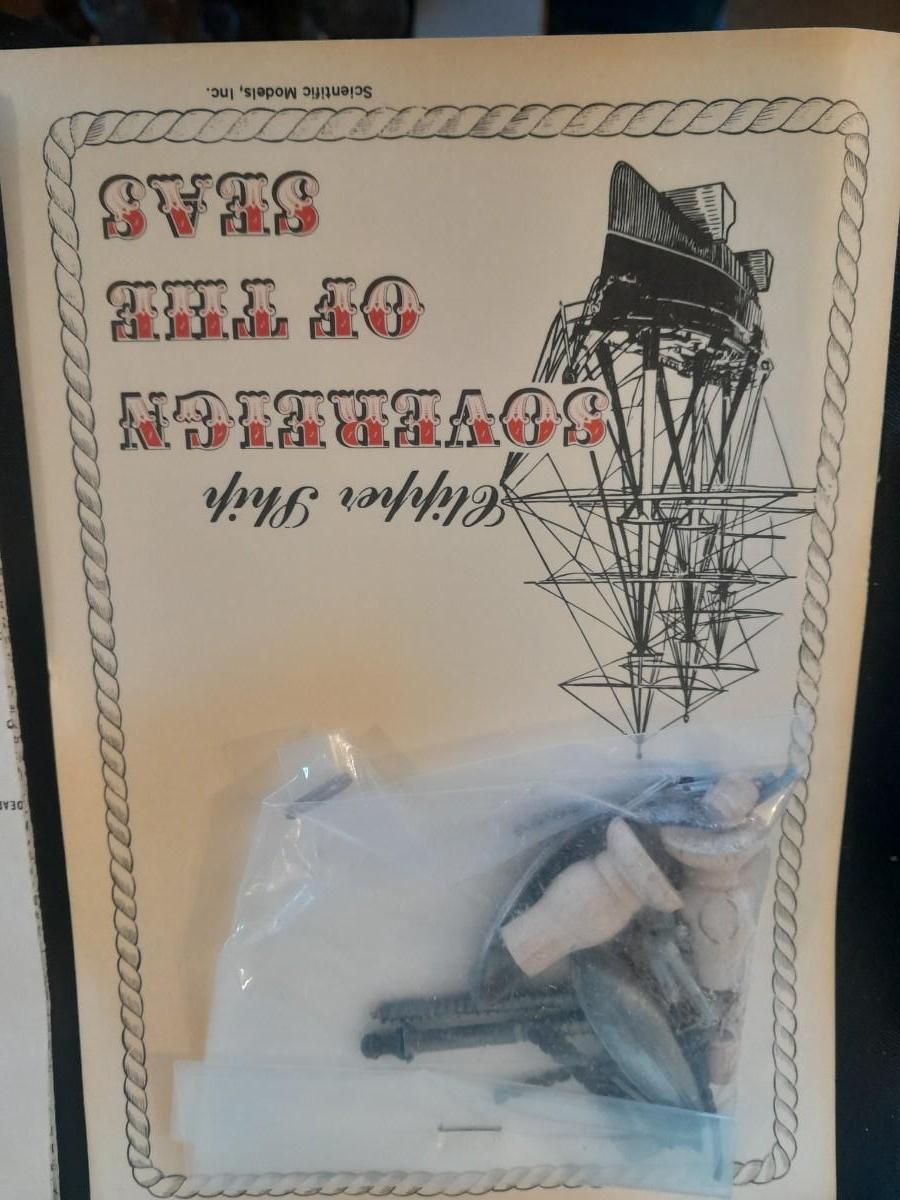 Clipper Ship
SOVEREIGN
OF THE
SEAS
Scientific Models, Inc.